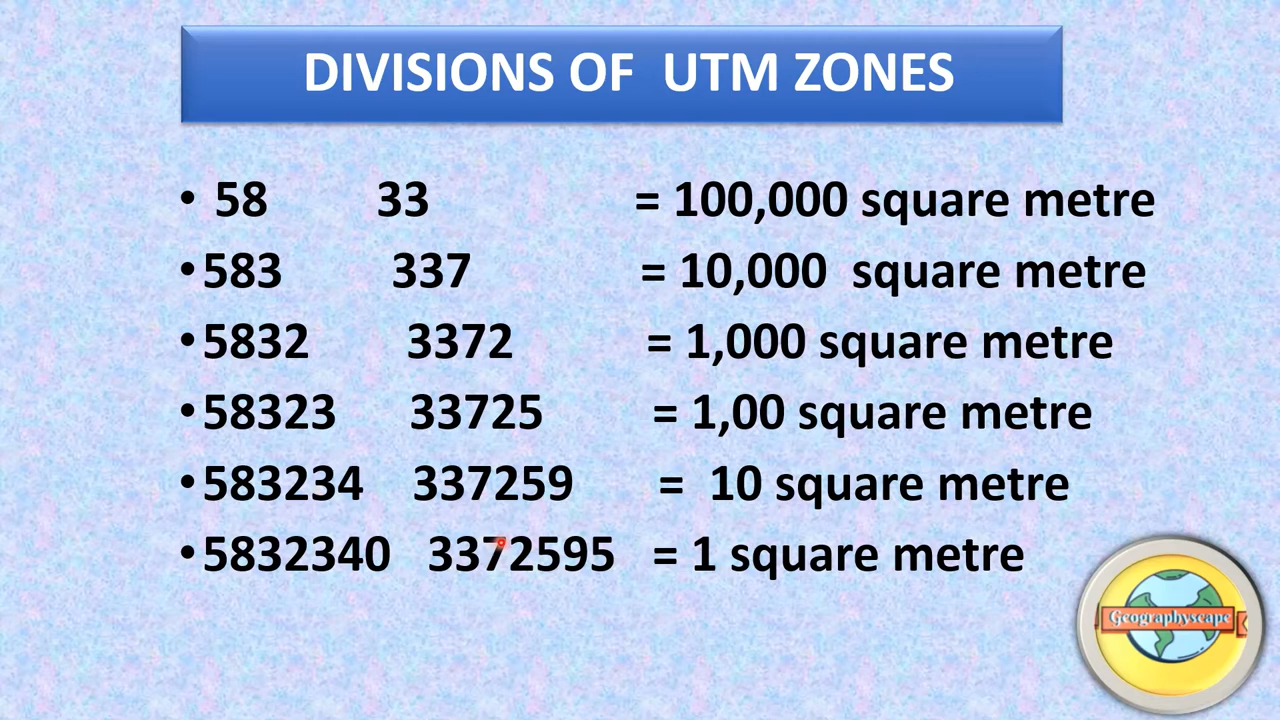 DIVISIONS OF UTM ZONES
• 58 33 = 100,000 square metre
• 583 337 = 10,000 square metre
• 5832 3372 = 1,000 square metre
• 58323 33725 = 1,00 square metre
• 583234 337259 = 10 square metre
• 5832340 3372595 = 1 square metre
Geographyscape